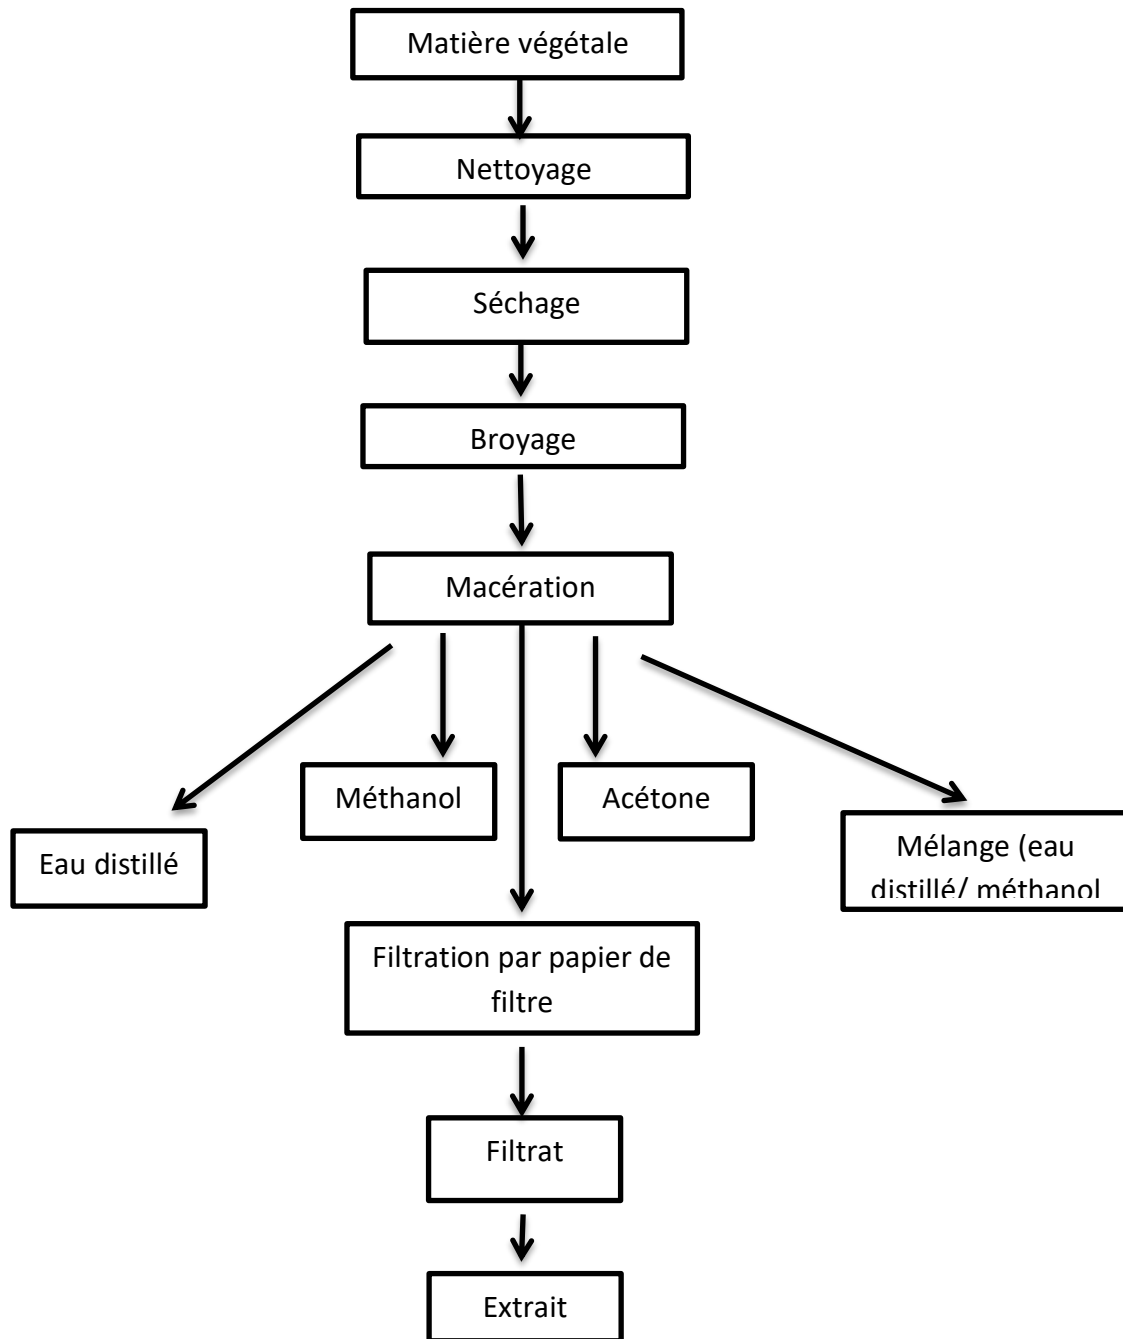 Matière végétale
Nettoyage
Séchage
Broyage
Macération
Méthanol
Acétone
Eau distillé
Mélange (eau
distillé/ méthanol
Filtration par papier de
filtre
Filtrat
Extrait